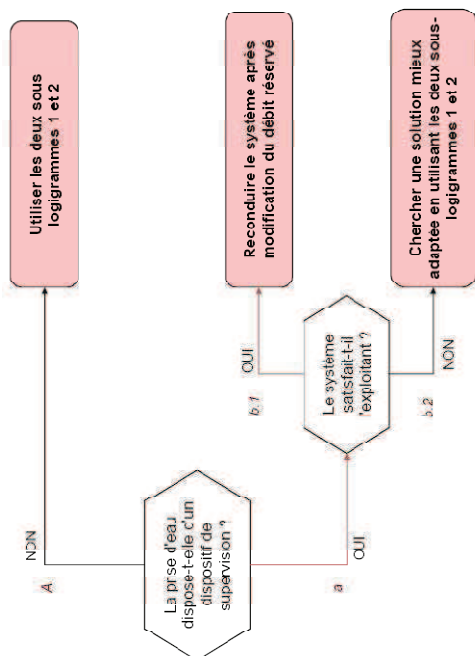 La prise d'eau
dispose-t-elle d'un
dispositif de
supervision ?
NON
A
Utiliser les deux sous
logigrammes 1 et 2
OUI
a
Le système
satisfait-t-il
l'exploitant ?
OUI
b.1
Reconduire le système après
modification du débit réservé
NON
b.2
Chercher une solution mieux
adaptée en utilisant les deux sous-
logigrammes 1 et 2